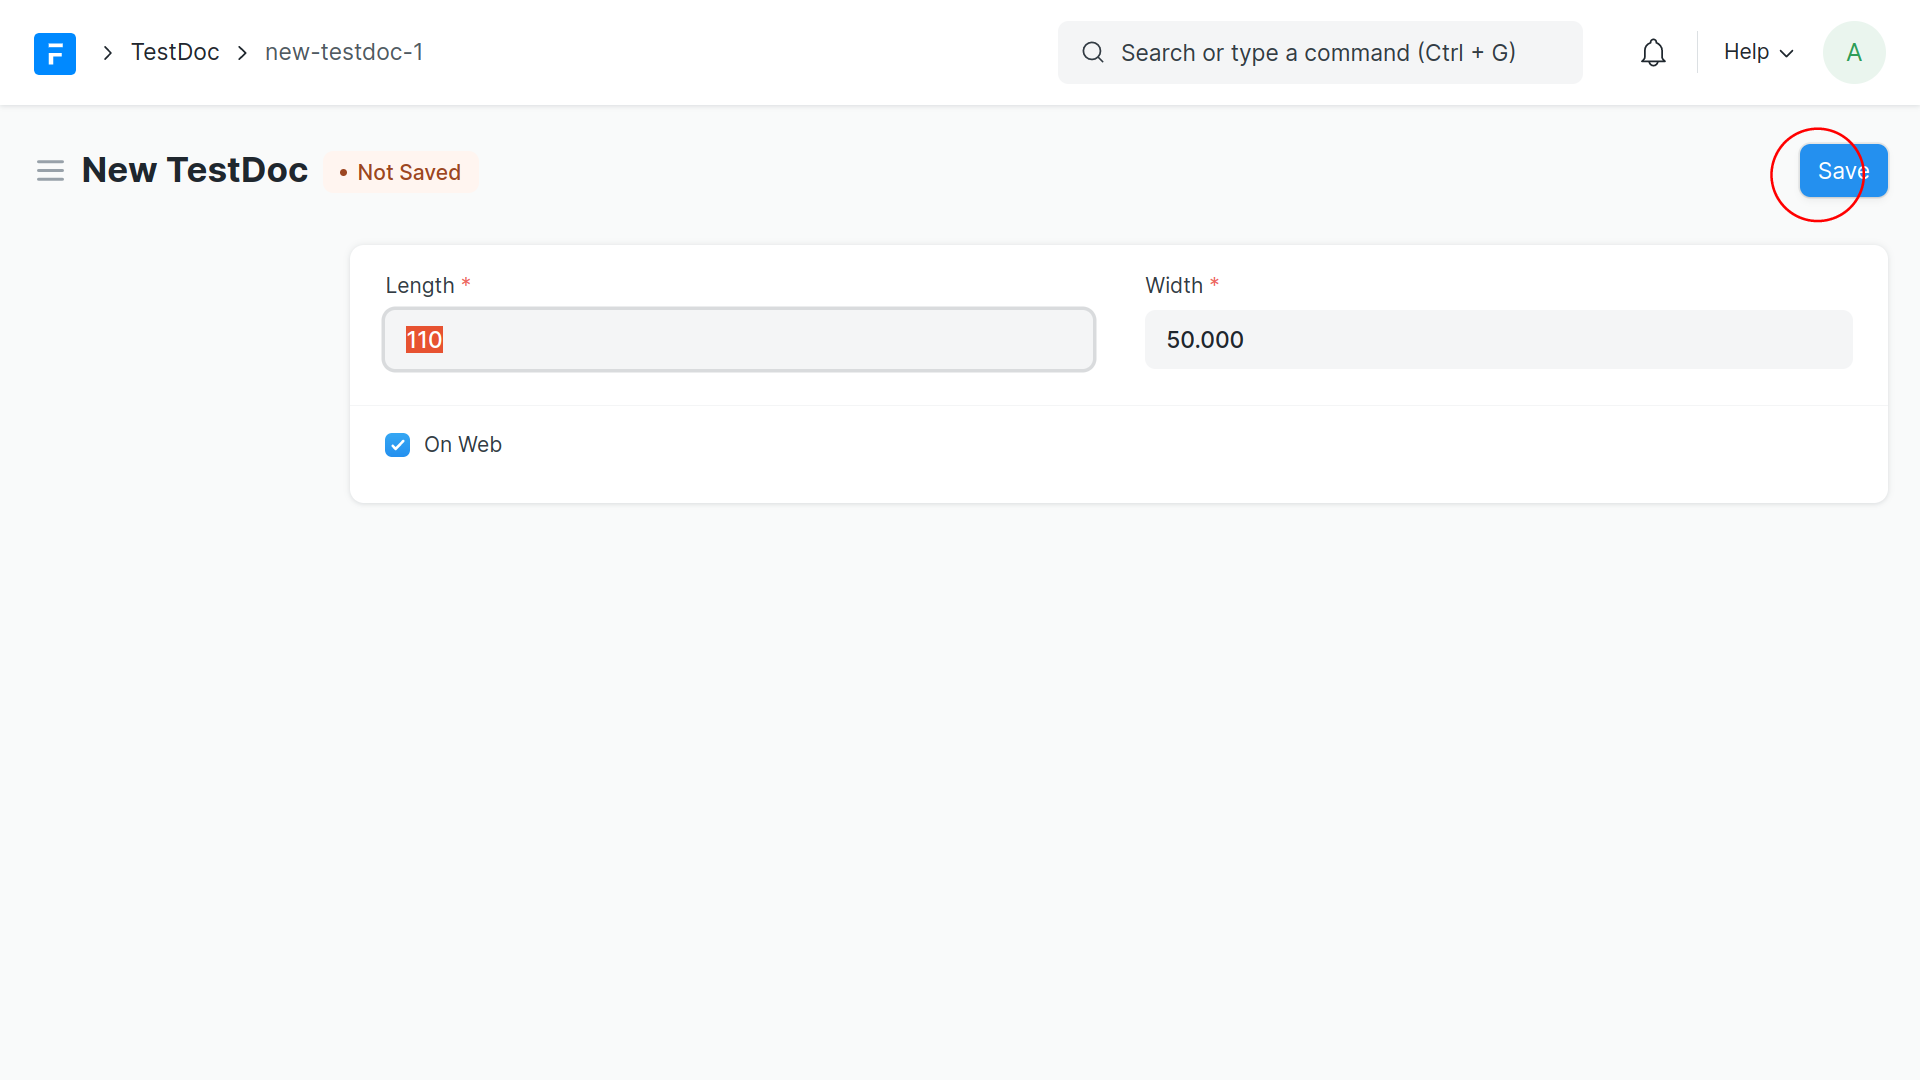 TestDoc
new-testdoc-1
Search or type a command (Ctrl + G)
Help
A
New TestDoc
Not Saved
Save
Length *
Width *
110
50.000
On Web